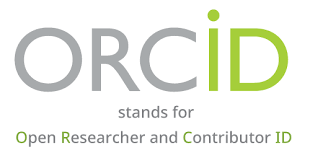 ORCiD
stands for
Open Researcher and Contributor ID